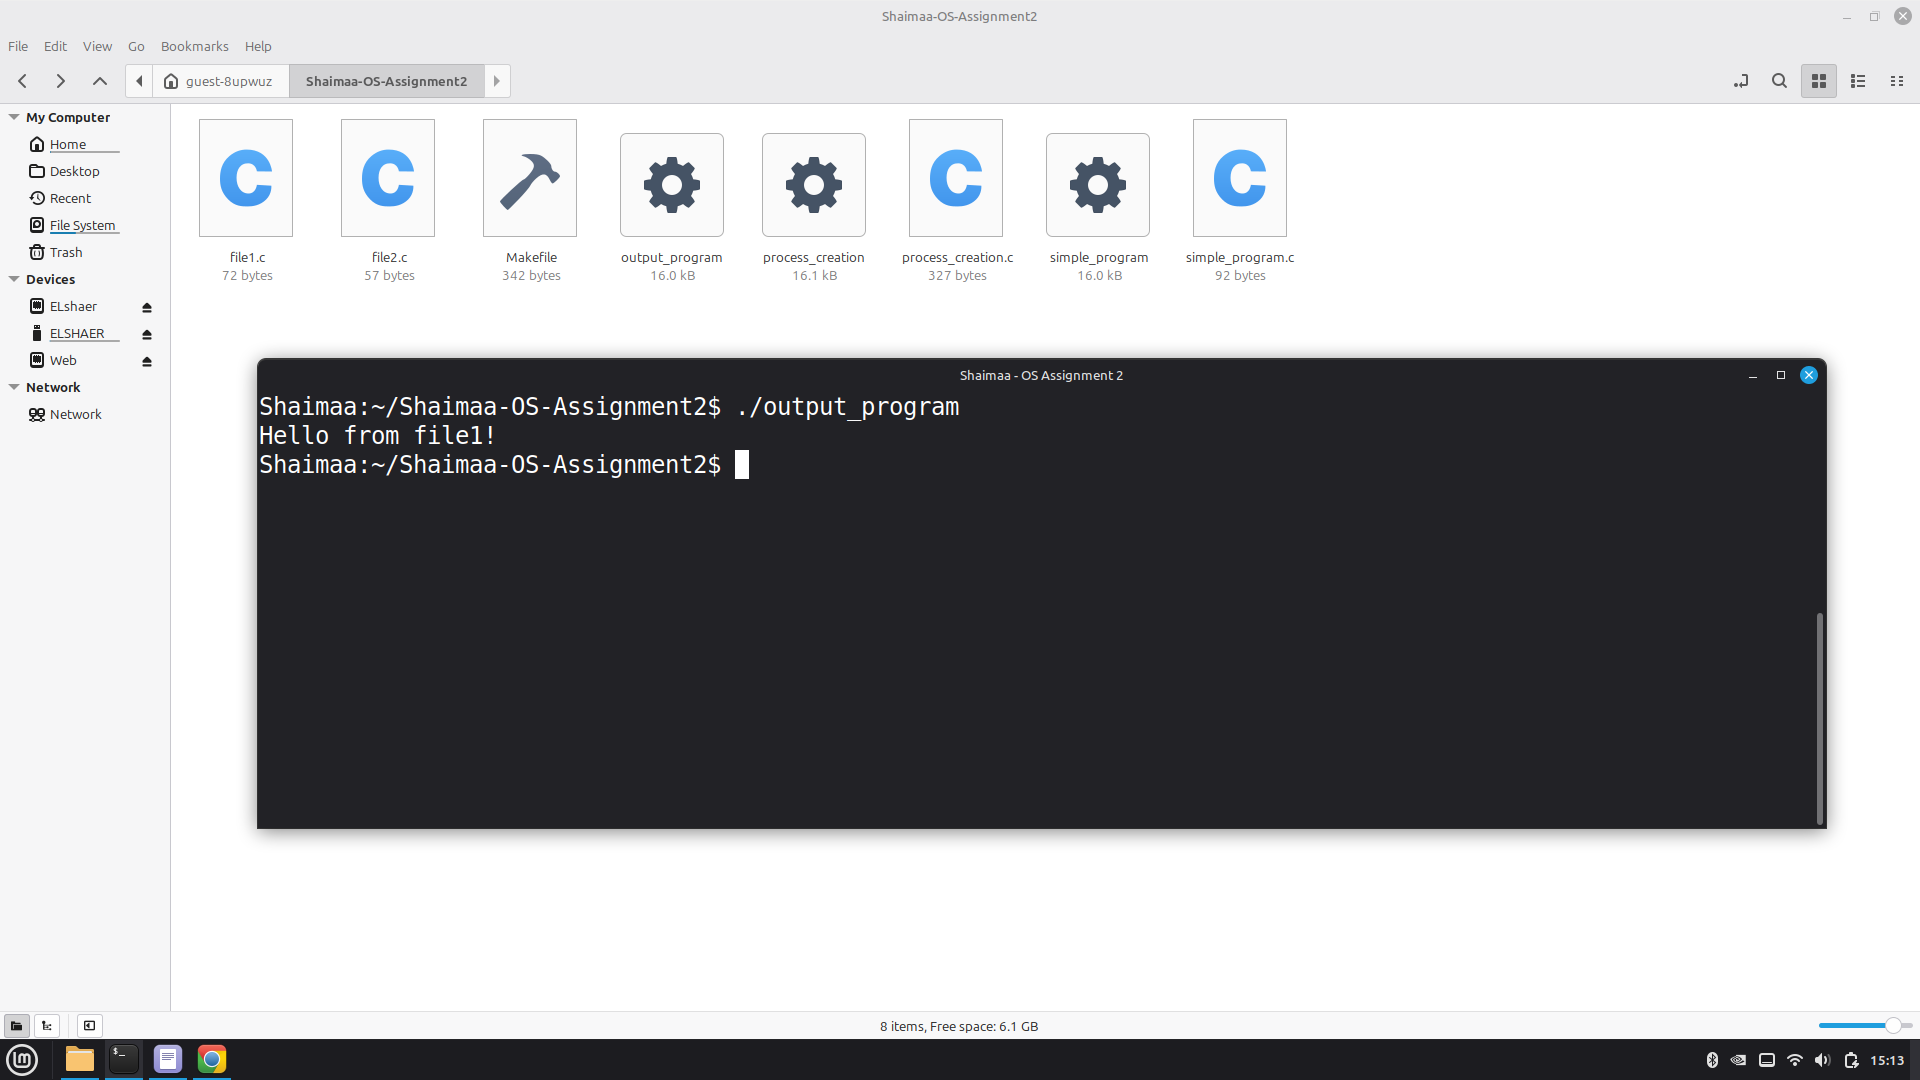 Shaimaa-OS-Assignment2
File Edit View Go Bookmarks Help
guest-8upwuz Shaimaa-OS-Assignment2
My Computer
Home
Desktop
Recent
File System
Trash
Devices
ELshaer
ELSHAER
Web
Network
Network
file1.c file2.c Makefile output_program process_creation process_creation.c simple_program simple_program.c
72 bytes 57 bytes 342 bytes 16.0 kB 16.1 kB 327 bytes 16.0 kB 92 bytes
Shaimaa - OS Assignment 2
Shaimaa:~/Shaimaa-OS-Assignment2$ ./output_program
Hello from file1!
Shaimaa:~/Shaimaa-OS-Assignment2$
8 items, Free space: 6.1 GB
15:13